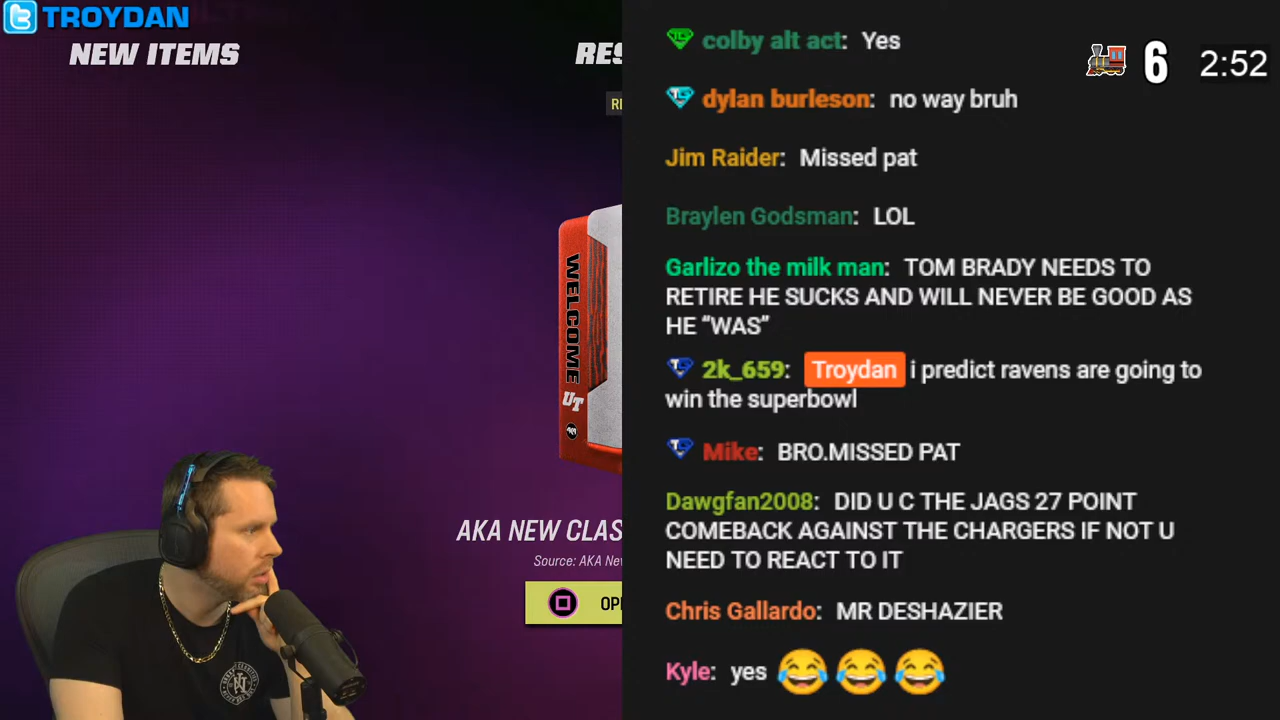 TROYDAN
NEW ITEMS
RES
RE
WELCOME
UT
AKA
AKA NEW CLAS
Source: AKA Nev
OPE
6
2:52
colby alt act: Yes
dylan burleson: no way bruh
Jim Raider: Missed pat
Braylen Godsman: LOL
Garlizo the milk man: TOM BRADY NEEDS TO
RETIRE HE SUCKS AND WILL NEVER BE GOOD AS
HE “WAS”
2k_659: Troydan i predict ravens are going to
win the superbowl
Mike: BRO.MISSED PAT
Dawgfan2008: DID U C THE JAGS 27 POINT
COMEBACK AGAINST THE CHARGERS IF NOT U
NEED TO REACT TO IT
Chris Gallardo: MR DESHAZIER
Kyle: yes 😂 😂 😂